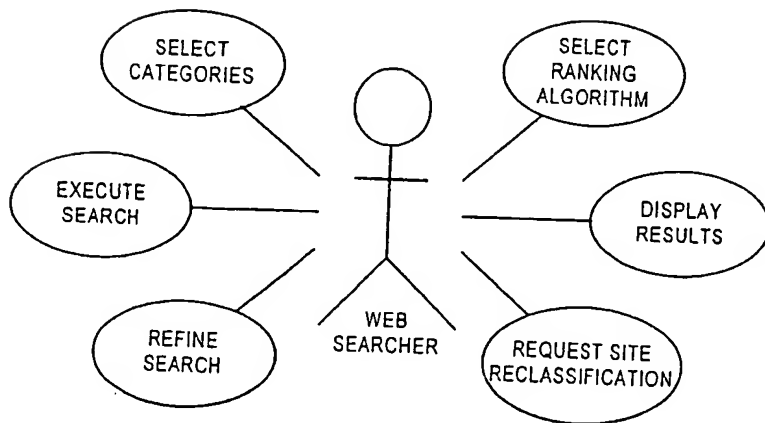 SELECT
CATEGORIES
SELECT
RANKING
ALGORITHM
EXECUTE
SEARCH
DISPLAY
RESULTS
REFINE
SEARCH
WEB
SEARCHER
REQUEST SITE
RECLASSIFICATION